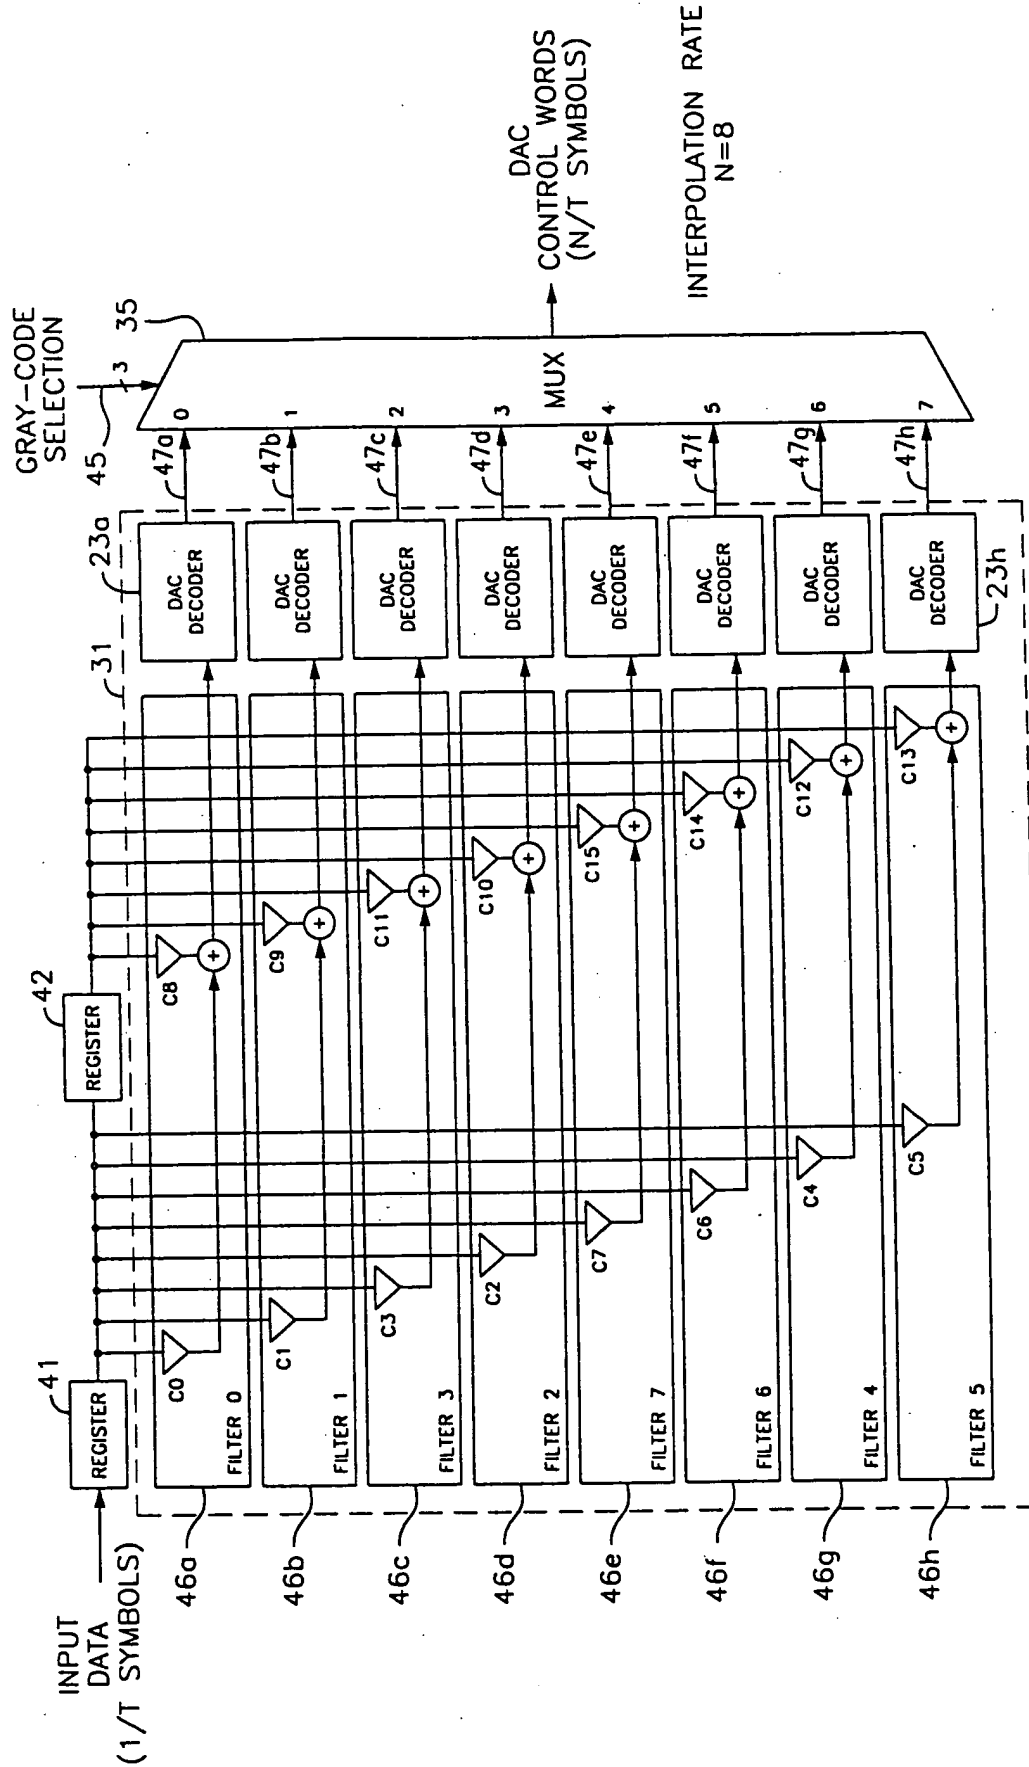 INPUT
DATA
(1/T SYMBOLS)
41
REGISTER
42
REGISTER
31
23a
GRAY-CODE
SELECTION
45
3
35
46a
FILTER 0
C0
C8
DAC
DECODER
47a
0
46b
FILTER 1
C1
C9
DAC
DECODER
47b
1
46c
FILTER 3
C3
C11
DAC
DECODER
47c
2
46d
FILTER 2
C2
C10
DAC
DECODER
47d
3
46e
FILTER 7
C7
C15
DAC
DECODER
47e
4
46f
FILTER 6
C6
C14
DAC
DECODER
47f
5
46g
FILTER 4
C4
C12
DAC
DECODER
47g
6
46h
FILTER 5
C5
C13
DAC
DECODER
47h
7
23h
MUX
DAC
CONTROL WORDS
(N/T SYMBOLS)
INTERPOLATION RATE
N=8